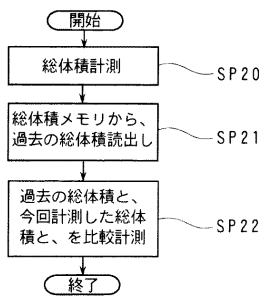 開始
総体積計測
SP20
総体積メモリから、
過去の総体積読出し
SP21
過去の総体積と、
今回計測した総体
積と、を比較計測
SP22
終了